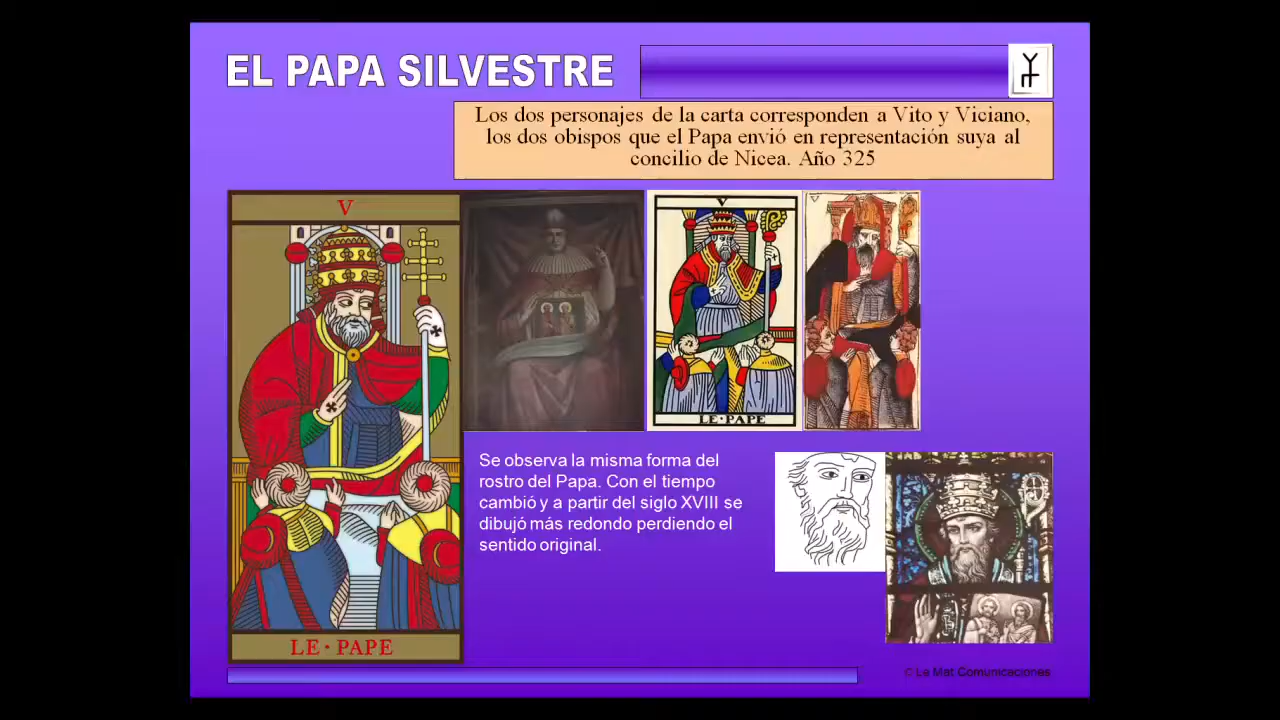 EL PAPA SILVESTRE
Los dos personajes de la carta corresponden a Vito y Viciano,
los dos obispos que el Papa envió en representación suya al
concilio de Nicea. Año 325
V
LE • PAPE
V
LE•PAPE
V
Se observa la misma forma del
rostro del Papa. Con el tiempo
cambió y a partir del siglo XVIII se
dibujó más redondo perdiendo el
sentido original.
© Le Mat Comunicaciones